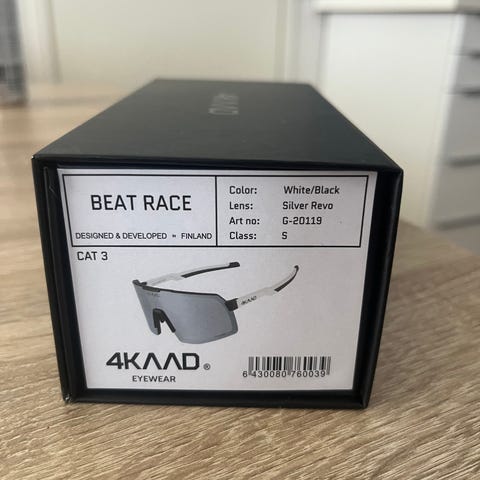 4KAAD
BEAT RACE
DESIGNED & DEVELOPED FINLAND
Color: White/Black
Lens: Silver Revo
Art no: G-20119
Class: S
CAT 3
4KAAD®
EYEWEAR
6 430080 760039